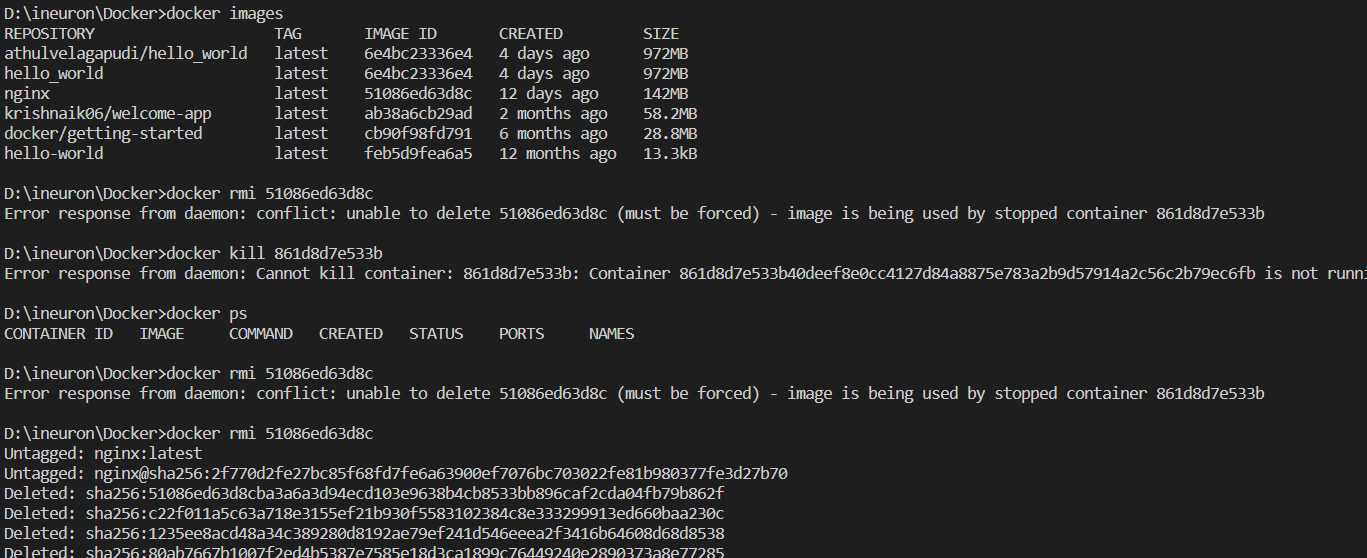 D:\ineuron\Docker>docker images
REPOSITORY TAG IMAGE ID CREATED SIZE
athulvelagapudi/hello_world latest 6e4bc23336e4 4 days ago 972MB
hello_world latest 6e4bc23336e4 4 days ago 972MB
nginx latest 51086ed63d8c 12 days ago 142MB
krishnaik06/welcome-app latest ab38a6cb29ad 2 months ago 58.2MB
docker/getting-started latest cb90f98fd791 6 months ago 28.8MB
hello-world latest feb5d9fea6a5 12 months ago 13.3kB
D:\ineuron\Docker>docker rmi 51086ed63d8c
Error response from daemon: conflict: unable to delete 51086ed63d8c (must be forced) - image is being used by stopped container 861d8d7e533b
D:\ineuron\Docker>docker kill 861d8d7e533b
Error response from daemon: Cannot kill container: 861d8d7e533b: Container 861d8d7e533b40deef8e0cc4127d84a8875e783a2b9d57914a2c56c2b79ec6fb is not runni
D:\ineuron\Docker>docker ps
CONTAINER ID IMAGE COMMAND CREATED STATUS PORTS NAMES
D:\ineuron\Docker>docker rmi 51086ed63d8c
Error response from daemon: conflict: unable to delete 51086ed63d8c (must be forced) - image is being used by stopped container 861d8d7e533b
D:\ineuron\Docker>docker rmi 51086ed63d8c
Untagged: nginx:latest
Untagged: nginx@sha256:2f770d2fe27bc85f68fd7fe6a63900ef7076bc703022fe81b980377fe3d27b70
Deleted: sha256:51086ed63d8cba3a6a3d94ecd103e9638b4cb8533bb896caf2cda04fb79b862f
Deleted: sha256:c22f011a5c63a718e3155ef21b930f5583102384c8e333299913ed660baa230c
Deleted: sha256:1235ee8acd48a34c389280d8192ae79ef241d546eeea2f3416b64608d68d8538
Deleted: sha256:80ab7667b1007f2ed4b5387e7585e18d3ca1899c76449240e2890373a8e77285